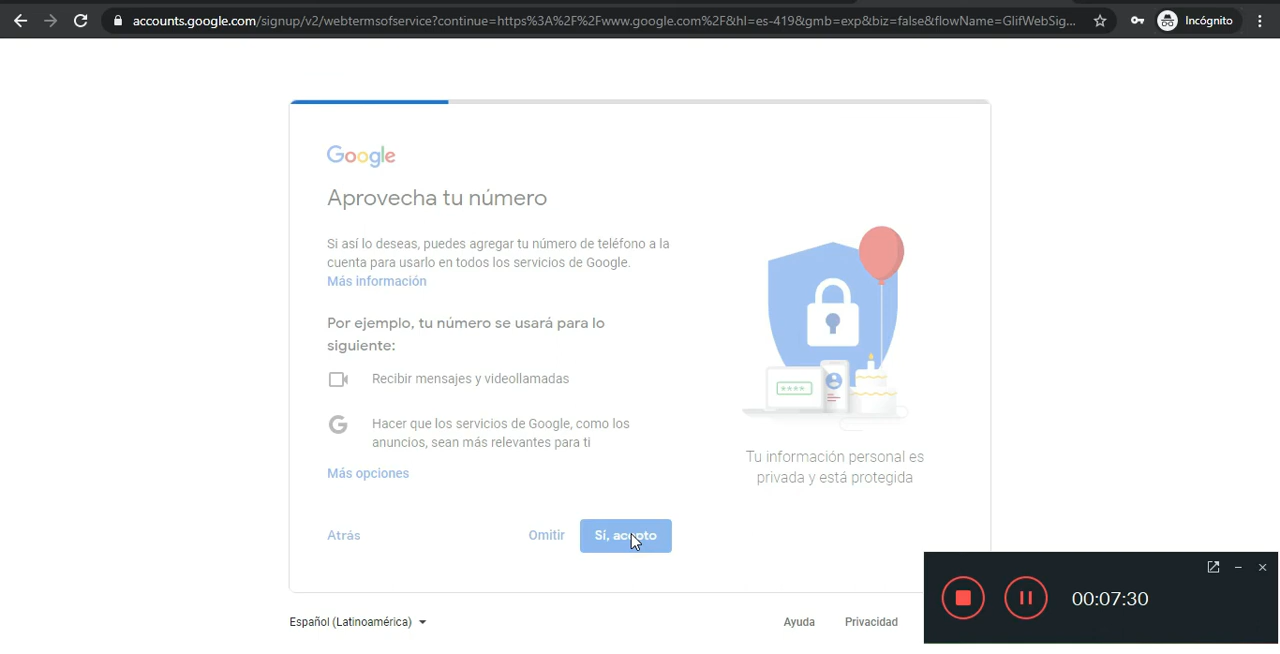 accounts.google.com/signup/v2/webtermsofservice?continue=https%3A%2F%2Fwww.google.com%2F&hl=es-419&gmb=exp&biz=false&flowName=GlifWebSig...
Incógnito
Google
Aprovecha tu número
Si así lo deseas, puedes agregar tu número de teléfono a la
cuenta para usarlo en todos los servicios de Google.
Más información
Por ejemplo, tu número se usará para lo
siguiente:
Recibir mensajes y videollamadas
G Hacer que los servicios de Google, como los
anuncios, sean más relevantes para ti
Más opciones
****
Tu información personal es
privada y está protegida
Atrás
Omitir
Sí, acepto
00:07:30
Español (Latinoamérica)
Ayuda
Privacidad